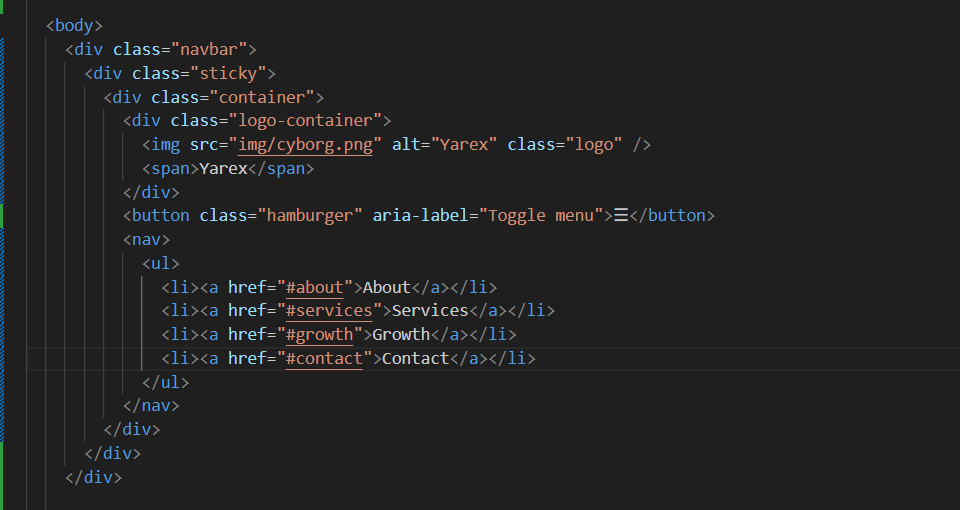 <body>
<div class="navbar">
<div class="sticky">
<div class="container">
<div class="logo-container">
<img src="img/cyborg.png" alt="Yarex" class="logo" />
<span>Yarex</span>
</div>
<button class="hamburger" aria-label="Toggle menu">☰</button>
<nav>
<ul>
<li><a href="#about">About</a></li>
<li><a href="#services">Services</a></li>
<li><a href="#growth">Growth</a></li>
<li><a href="#contact">Contact</a></li>
</ul>
</nav>
</div>
</div>
</div>